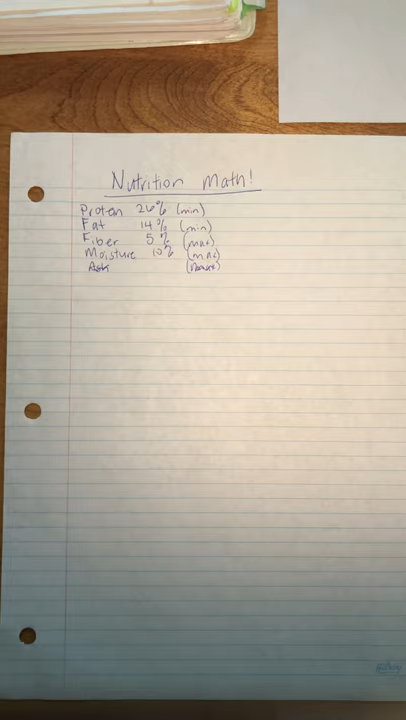 Nutrition Math!
Protein 26% (min)
Fat 14% (min)
Fiber 5% (max)
Moisture 10% (max)